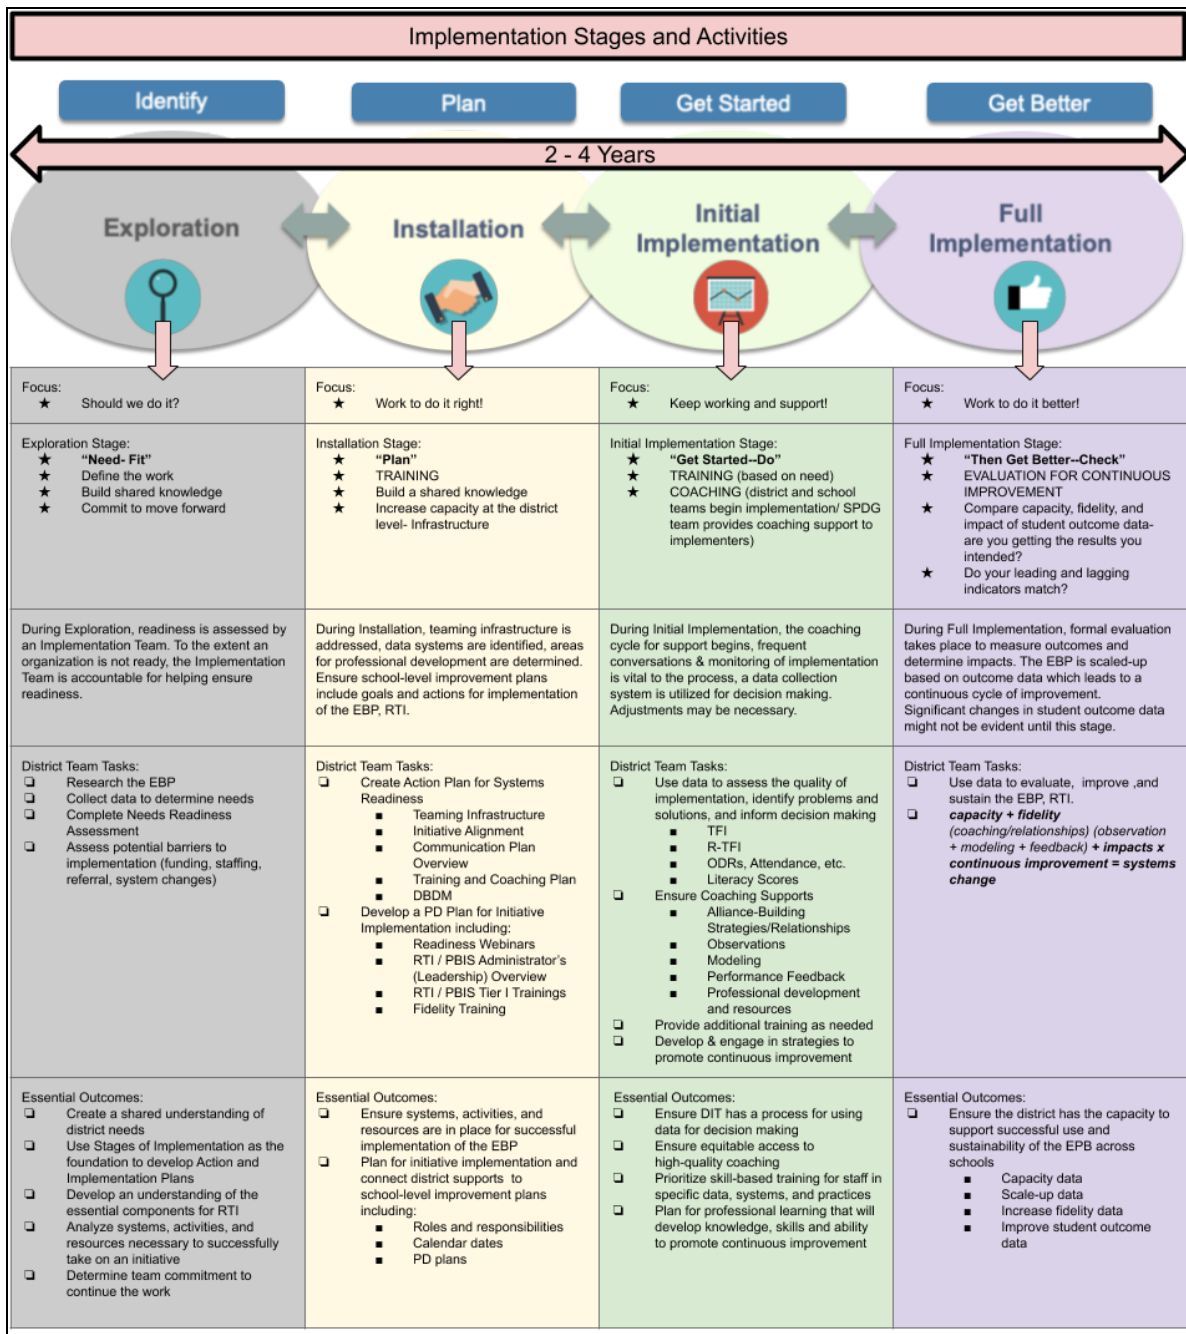 Implementation Stages and Activities
Identify
Plan
Get Started
Get Better
2 - 4 Years
Exploration
Installation
Initial
Implementation
Full
Implementation
Focus:
★ Should we do it?
Focus:
★ Work to do it right!
Focus:
★ Keep working and support!
Focus:
★ Work to do it better!
Exploration Stage:
★ “Need- Fit”
★ Define the work
★ Build shared knowledge
★ Commit to move forward
Installation Stage:
★ “Plan”
★ TRAINING
★ Build a shared knowledge
★ Increase capacity at the district
level- Infrastructure
Initial Implementation Stage:
★ “Get Started--Do”
★ TRAINING (based on need)
★ COACHING (district and school
teams begin implementation/ SPDG
team provides coaching support to
implementers)
Full Implementation Stage:
★ “Then Get Better--Check”
★ EVALUATION FOR CONTINUOUS
IMPROVEMENT
★ Compare capacity, fidelity, and
impact of student outcome data-
are you getting the results you
intended?
★ Do your leading and lagging
indicators match?
During Exploration, readiness is assessed by
an Implementation Team. To the extent an
organization is not ready, the Implementation
Team is accountable for helping ensure
readiness.
During Installation, teaming infrastructure is
addressed, data systems are identified, areas
for professional development are determined.
Ensure school-level improvement plans
include goals and actions for implementation
of the EBP, RTI.
During Initial Implementation, the coaching
cycle for support begins, frequent
conversations & monitoring of implementation
is vital to the process, a data collection
system is utilized for decision making.
Adjustments may be necessary.
During Full Implementation, formal evaluation
takes place to measure outcomes and
determine impacts. The EBP is scaled-up
based on outcome data which leads to a
continuous cycle of improvement.
Significant changes in student outcome data
might not be evident until this stage.
District Team Tasks:
❏ Research the EBP
❏ Collect data to determine needs
❏ Complete Needs Readiness
Assessment
❏ Assess potential barriers to
implementation (funding, staffing,
referral, system changes)
District Team Tasks:
❏ Create Action Plan for Systems
Readiness
■ Teaming Infrastructure
■ Initiative Alignment
■ Communication Plan
Overview
■ Training and Coaching Plan
■ DBDM
❏ Develop a PD Plan for Initiative
Implementation including:
■ Readiness Webinars
■ RTI / PBIS Administrator’s
(Leadership) Overview
■ RTI / PBIS Tier I Trainings
■ Fidelity Training
District Team Tasks:
❏ Use data to assess the quality of
implementation, identify problems and
solutions, and inform decision making
■ TFI
■ R-TFI
■ ODRs, Attendance, etc.
■ Literacy Scores
❏ Ensure Coaching Supports
■ Alliance-Building
Strategies/Relationships
■ Observations
■ Modeling
■ Performance Feedback
■ Professional development
and resources
❏ Provide additional training as needed
❏ Develop & engage in strategies to
promote continuous improvement
District Team Tasks:
❏ Use data to evaluate, improve ,and
sustain the EBP, RTI.
❏ capacity + fidelity
(coaching/relationships) (observation
+ modeling + feedback) + impacts x
continuous improvement = systems
change
Essential Outcomes:
❏ Create a shared understanding of
district needs
❏ Use Stages of Implementation as the
foundation to develop Action and
Implementation Plans
❏ Develop an understanding of the
essential components for RTI
❏ Analyze systems, activities, and
resources necessary to successfully
take on an initiative
❏ Determine team commitment to
continue the work
Essential Outcomes:
❏ Ensure systems, activities, and
resources are in place for successful
implementation of the EBP
❏ Plan for initiative implementation and
connect district supports to
school-level improvement plans
including:
■ Roles and responsibilities
■ Calendar dates
■ PD plans
Essential Outcomes:
❏ Ensure DIT has a process for using
data for decision making
❏ Ensure equitable access to
high-quality coaching
❏ Prioritize skill-based training for staff in
specific data, systems, and practices
❏ Plan for professional learning that will
develop knowledge, skills and ability
to promote continuous improvement
Essential Outcomes:
❏ Ensure the district has the capacity to
support successful use and
sustainability of the EPB across
schools
■ Capacity data
■ Scale-up data
■ Increase fidelity data
■ Improve student outcome
data